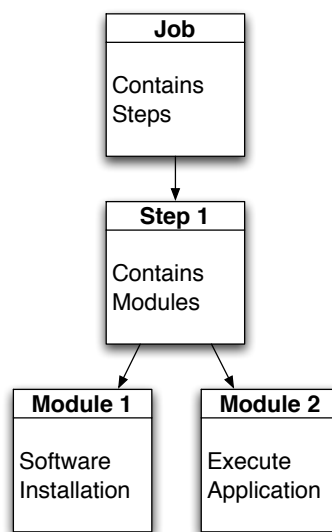 Job
Contains
Steps
Step 1
Contains
Modules
Module 1
Software
Installation
Module 2
Execute
Application